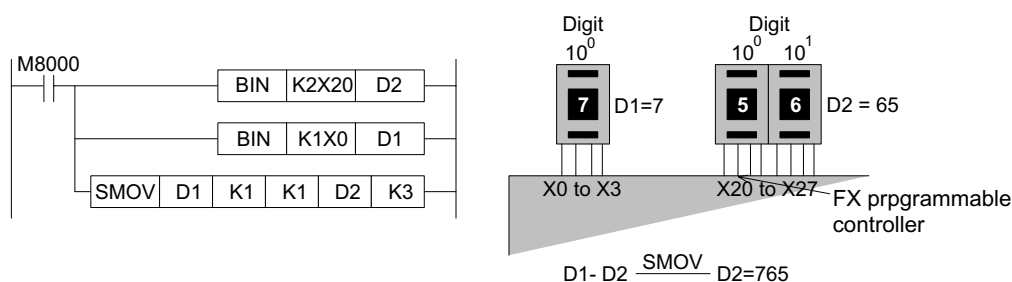 M8000
BIN K2X20 D2
BIN K1X0 D1
SMOV D1 K1 K1 D2 K3
Digit
10^0
7
D1=7
X0 to X3
Digit
10^0 10^1
5 6
D2 = 65
X20 to X27
FX prpgrammable
controller
D1- D2 SMOV D2=765